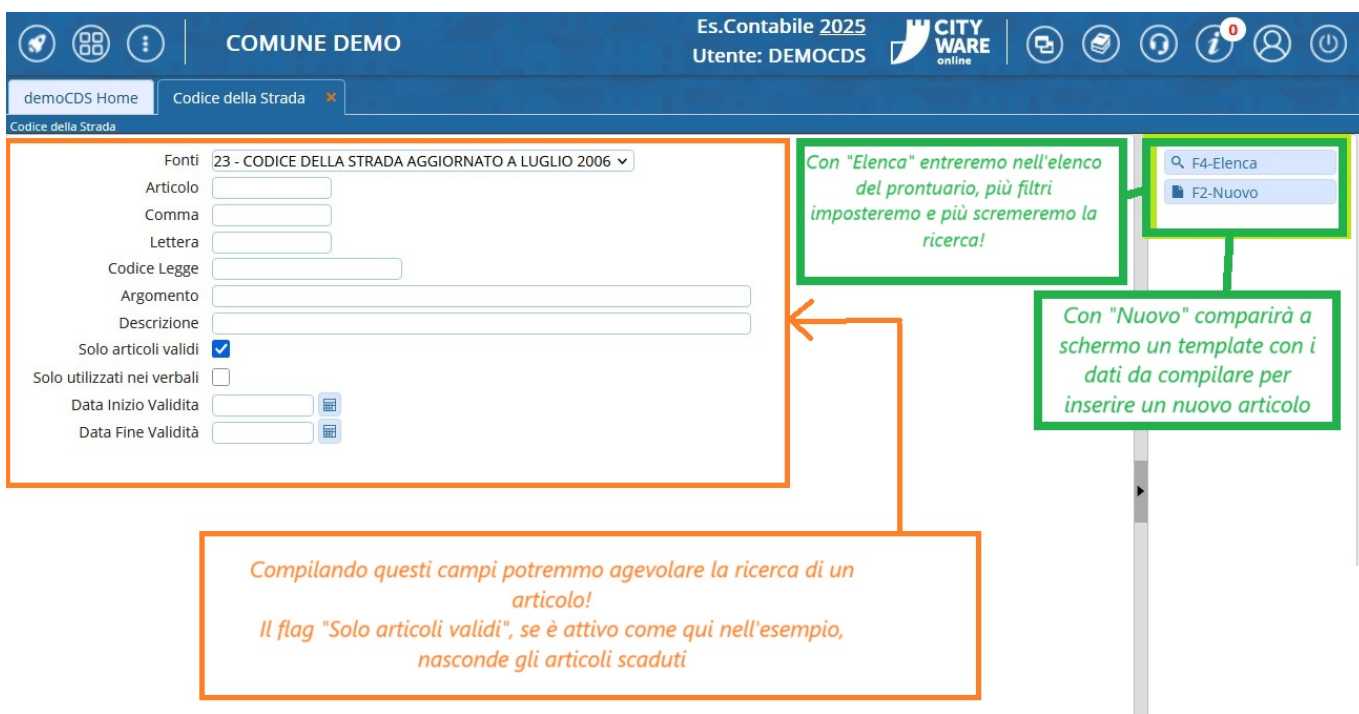 COMUNE DEMO
Es.Contabile 2025
Utente: DEMOCDS
CITY
WARE
online
0
demoCDS Home
Codice della Strada
Codice della Strada
Fonti 23 - CODICE DELLA STRADA AGGIORNATO A LUGLIO 2006
Articolo
Comma
Lettera
Codice Legge
Argomento
Descrizione
Solo articoli validi
Solo utilizzati nei verbali
Data Inizio Validita
Data Fine Validità
Con "Elenca" entreremo nell'elenco
del prontuario, più filtri
imposteremo e più scremeremo la
ricerca!
F4-Elenca
F2-Nuovo
Con "Nuovo" comparirà a
schermo un template con i
dati da compilare per
inserire un nuovo articolo
Compilando questi campi potremmo agevolare la ricerca di un
articolo!
Il flag "Solo articoli validi", se è attivo come qui nell'esempio,
nasconde gli articoli scaduti